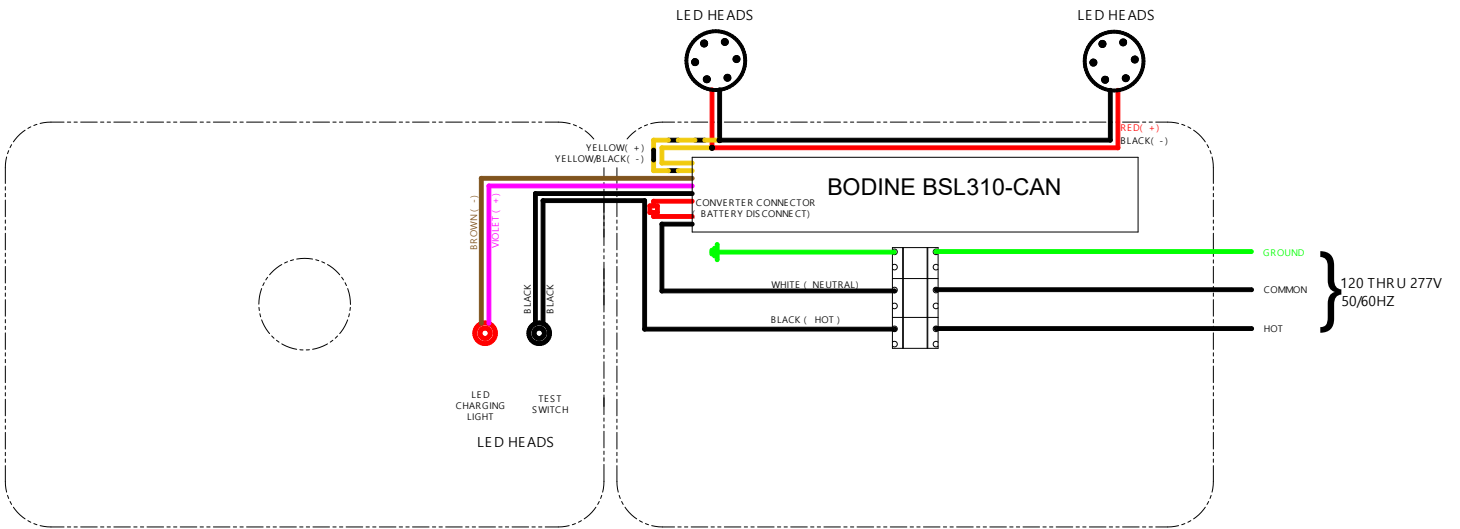 LED HEADS
LED HEADS
RED( +)
BLACK( -)
YELLOW( +)
YELLOW/BLACK( -)
BODINE BSL310-CAN
CONVERTER CONNECTOR
( BATTERY DISCONNECT)
BROWN( -)
VIOLET( +)
BLACK
BLACK
GROUND
WHITE ( NEUTRAL)
COMMON
120 THRU 277V
50/60HZ
BLACK ( HOT )
HOT
LED
CHARGING
LIGHT
TEST
SWITCH
LED HEADS